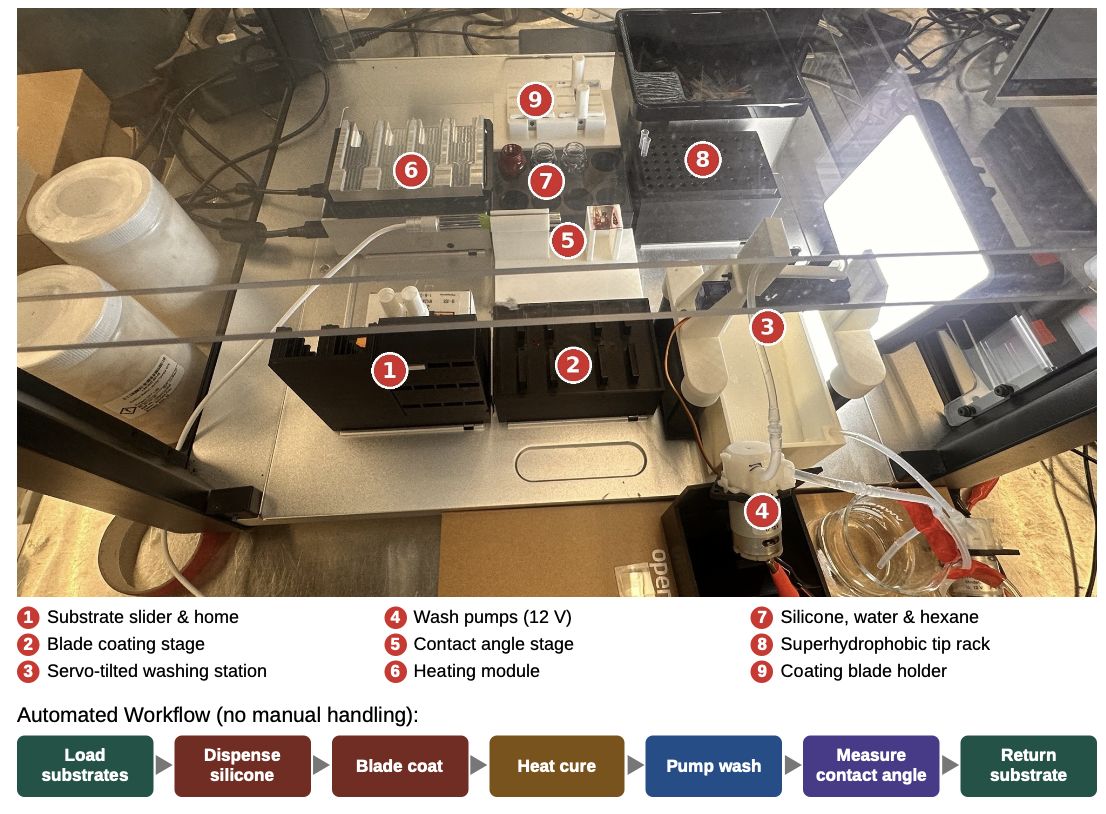 9
6
8
7
5
3
1
2
4
open
1 Substrate slider & home
2 Blade coating stage
3 Servo-tilted washing station
4 Wash pumps (12 V)
5 Contact angle stage
6 Heating module
7 Silicone, water & hexane
8 Superhydrophobic tip rack
9 Coating blade holder
Automated Workflow (no manual handling):
Load
substrates
Dispense
silicone
Blade coat
Heat cure
Pump wash
Measure
contact angle
Return
substrate